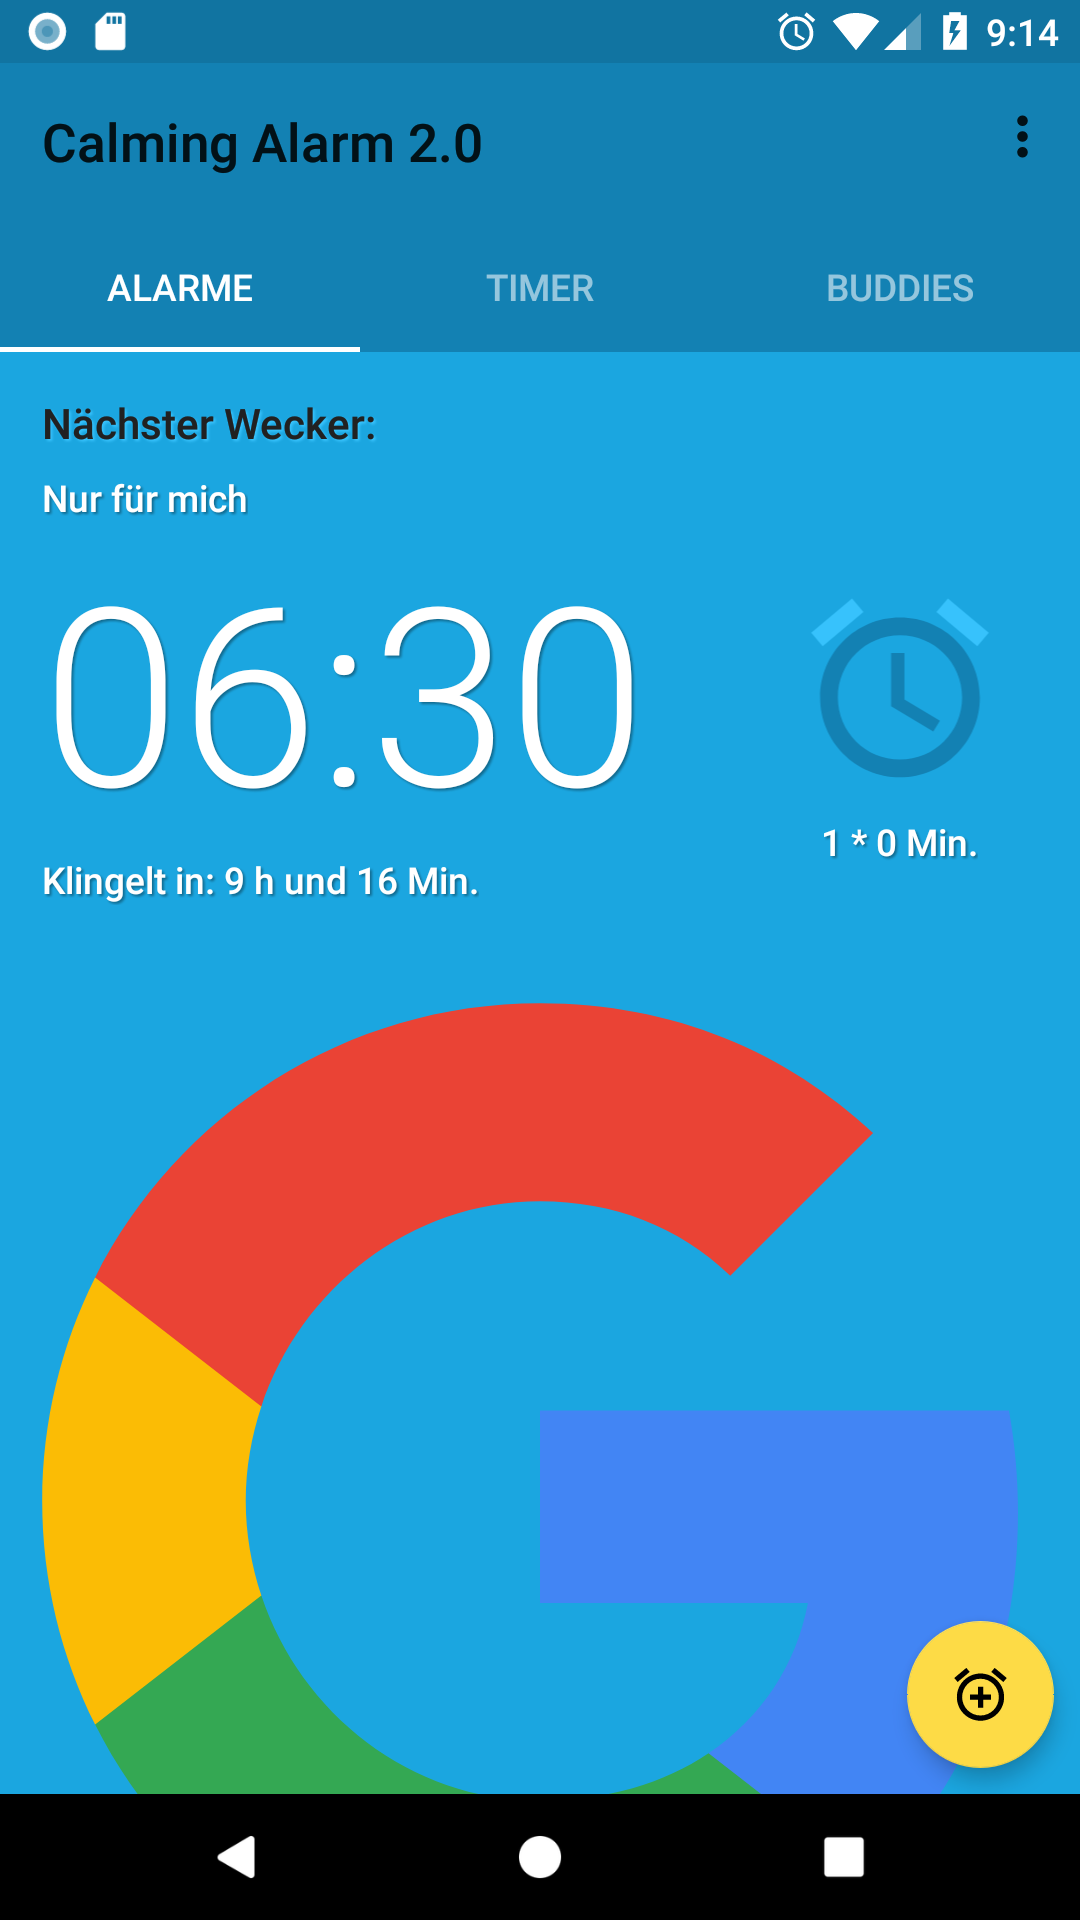 9:14
Calming Alarm 2.0
ALARME
TIMER
BUDDIES
Nächster Wecker:
Nur für mich
06:30
1 * 0 Min.
Klingelt in: 9 h und 16 Min.